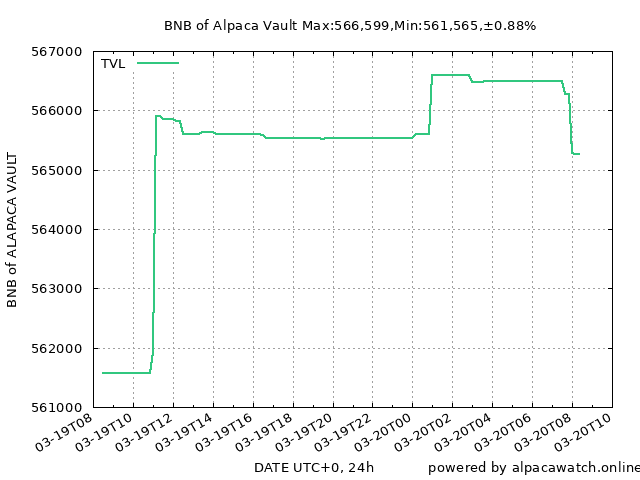 BNB of Alpaca Vault Max:566,599,Min:561,565,±0.88%
TVL
BNB of ALAPACA VAULT
567000
566000
565000
564000
563000
562000
561000
03-19T08
03-19T10
03-19T12
03-19T14
03-19T16
03-19T18
03-19T20
03-19T22
03-20T00
03-20T02
03-20T04
03-20T06
03-20T08
03-20T10
DATE UTC+0, 24h
powered by alpacawatch.online